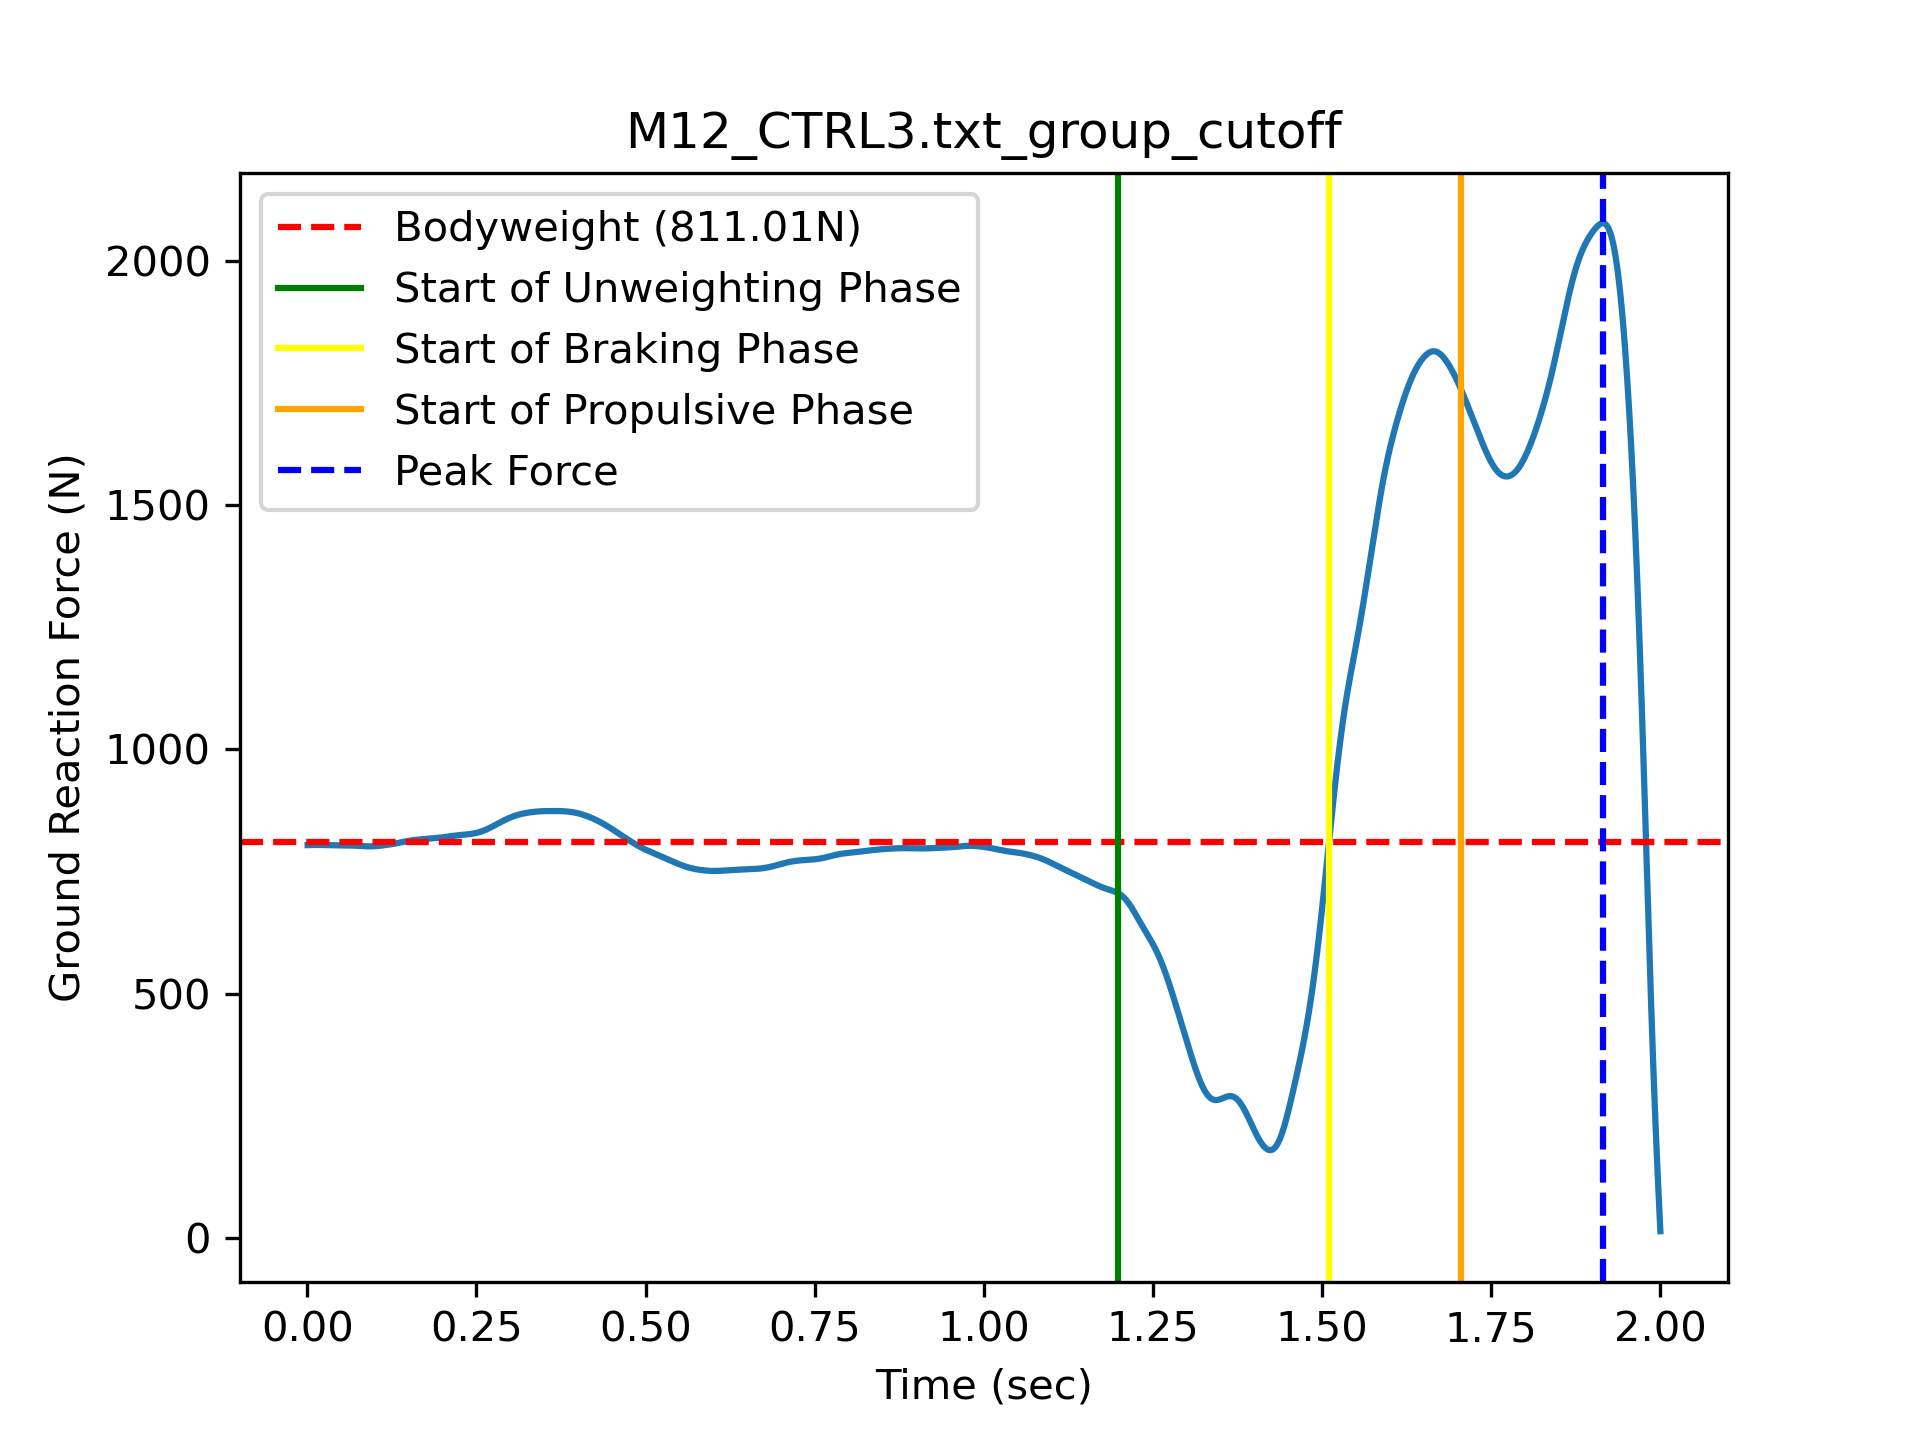 M12_CTRL3.txt_group_cutoff
Bodyweight (811.01N)
Start of Unweighting Phase
Start of Braking Phase
Start of Propulsive Phase
Peak Force
Ground Reaction Force (N)
2000
1500
1000
500
0
0.00 0.25 0.50 0.75 1.00 1.25 1.50 1.75 2.00
Time (sec)